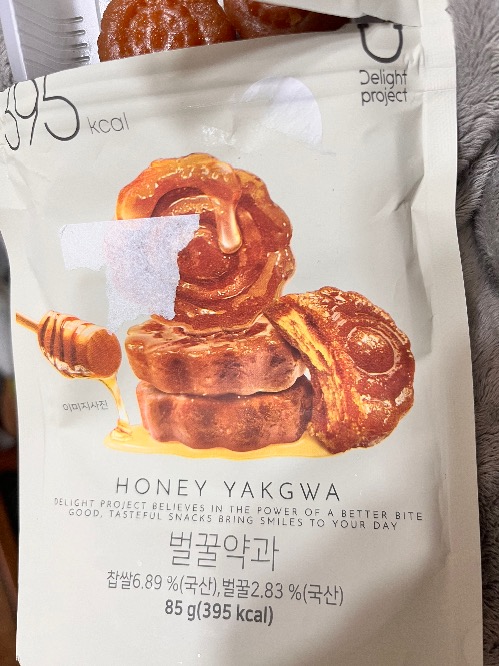 395 kcal
Delight
project
이미지사진
HONEY YAKGWA
DELIGHT PROJECT BELIEVES IN THE POWER OF A BETTER BITE
GOOD, TASTEFUL SNACKS BRING SMILES TO YOUR DAY
벌꿀약과
찹쌀6.89 %(국산),벌꿀2.83 %(국산)
85 g(395 kcal)